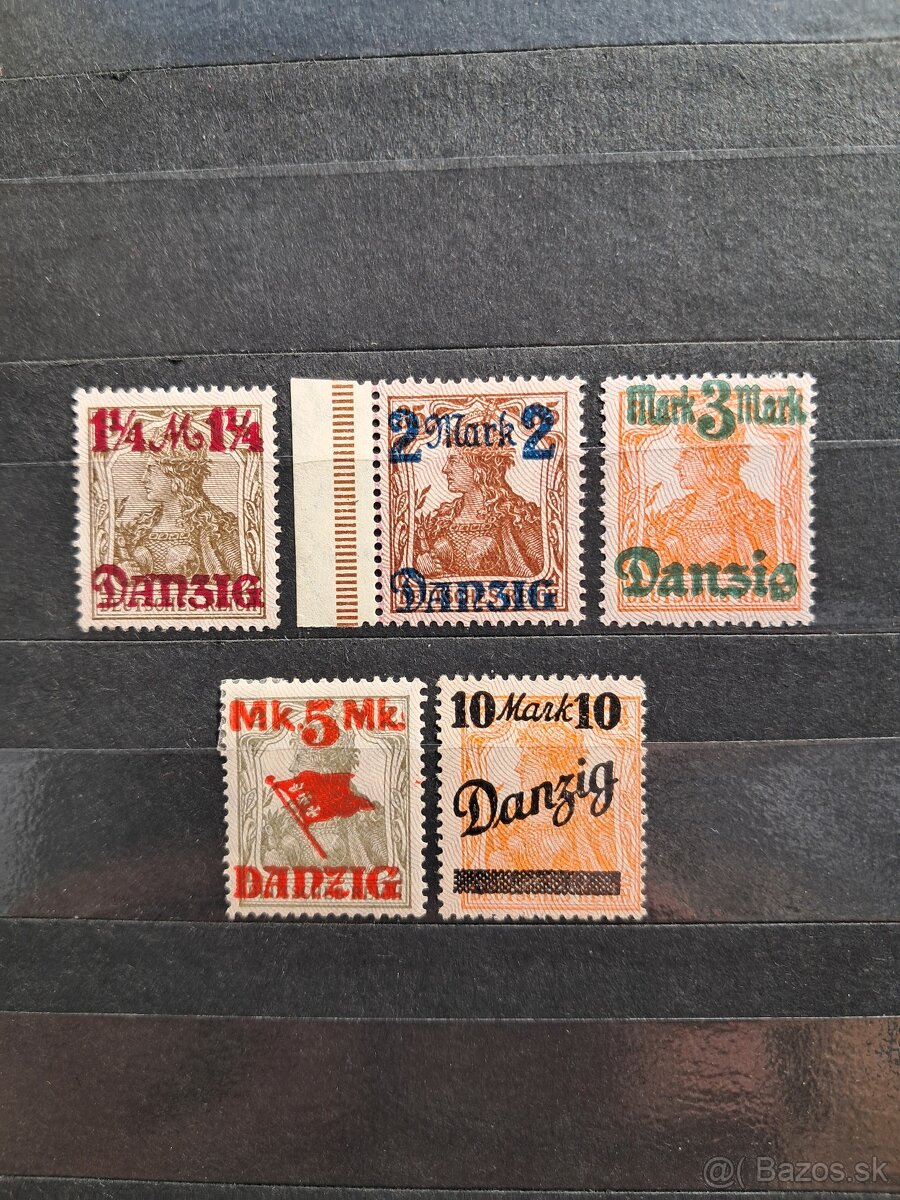 1¼ M 1¼
DANZIG
2 Mark 2
DANZIG
Mark 3 Mark
Danzig
Mk. 5 Mk.
DANZIG
10 Mark 10
Danzig
@( Bazos.sk